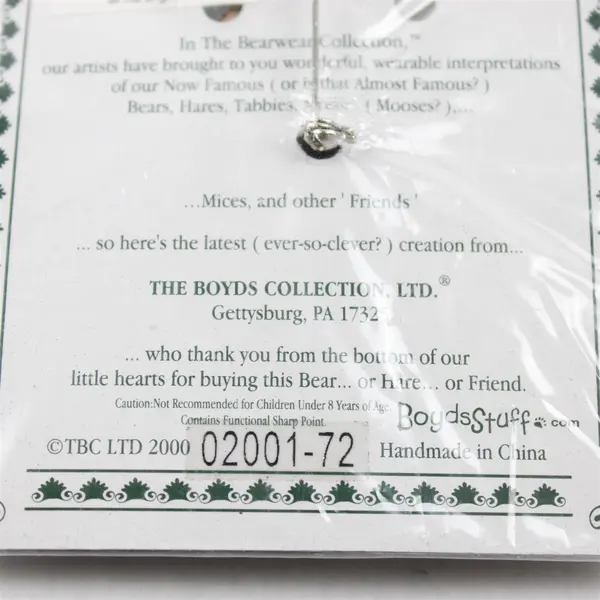 In The Bearwear Collection,™
our artists have brought to you wonderful, wearable interpretations
of our Now Famous ( or is that Almost Famous? )
Bears, Hares, Tabbies, ( Mooses? ),...
...Mices, and other ' Friends '
... so here's the latest ( ever-so-clever? ) creation from...
THE BOYDS COLLECTION, LTD.®
Gettysburg, PA 17325
... who thank you from the bottom of our
little hearts for buying this Bear... or Hare... or Friend.
Caution:Not Recommended for Children Under 8 Years of Age.
Contains Functional Sharp Point.
BoydsStuff.com
©TBC LTD 2000 02001-72 Handmade in China